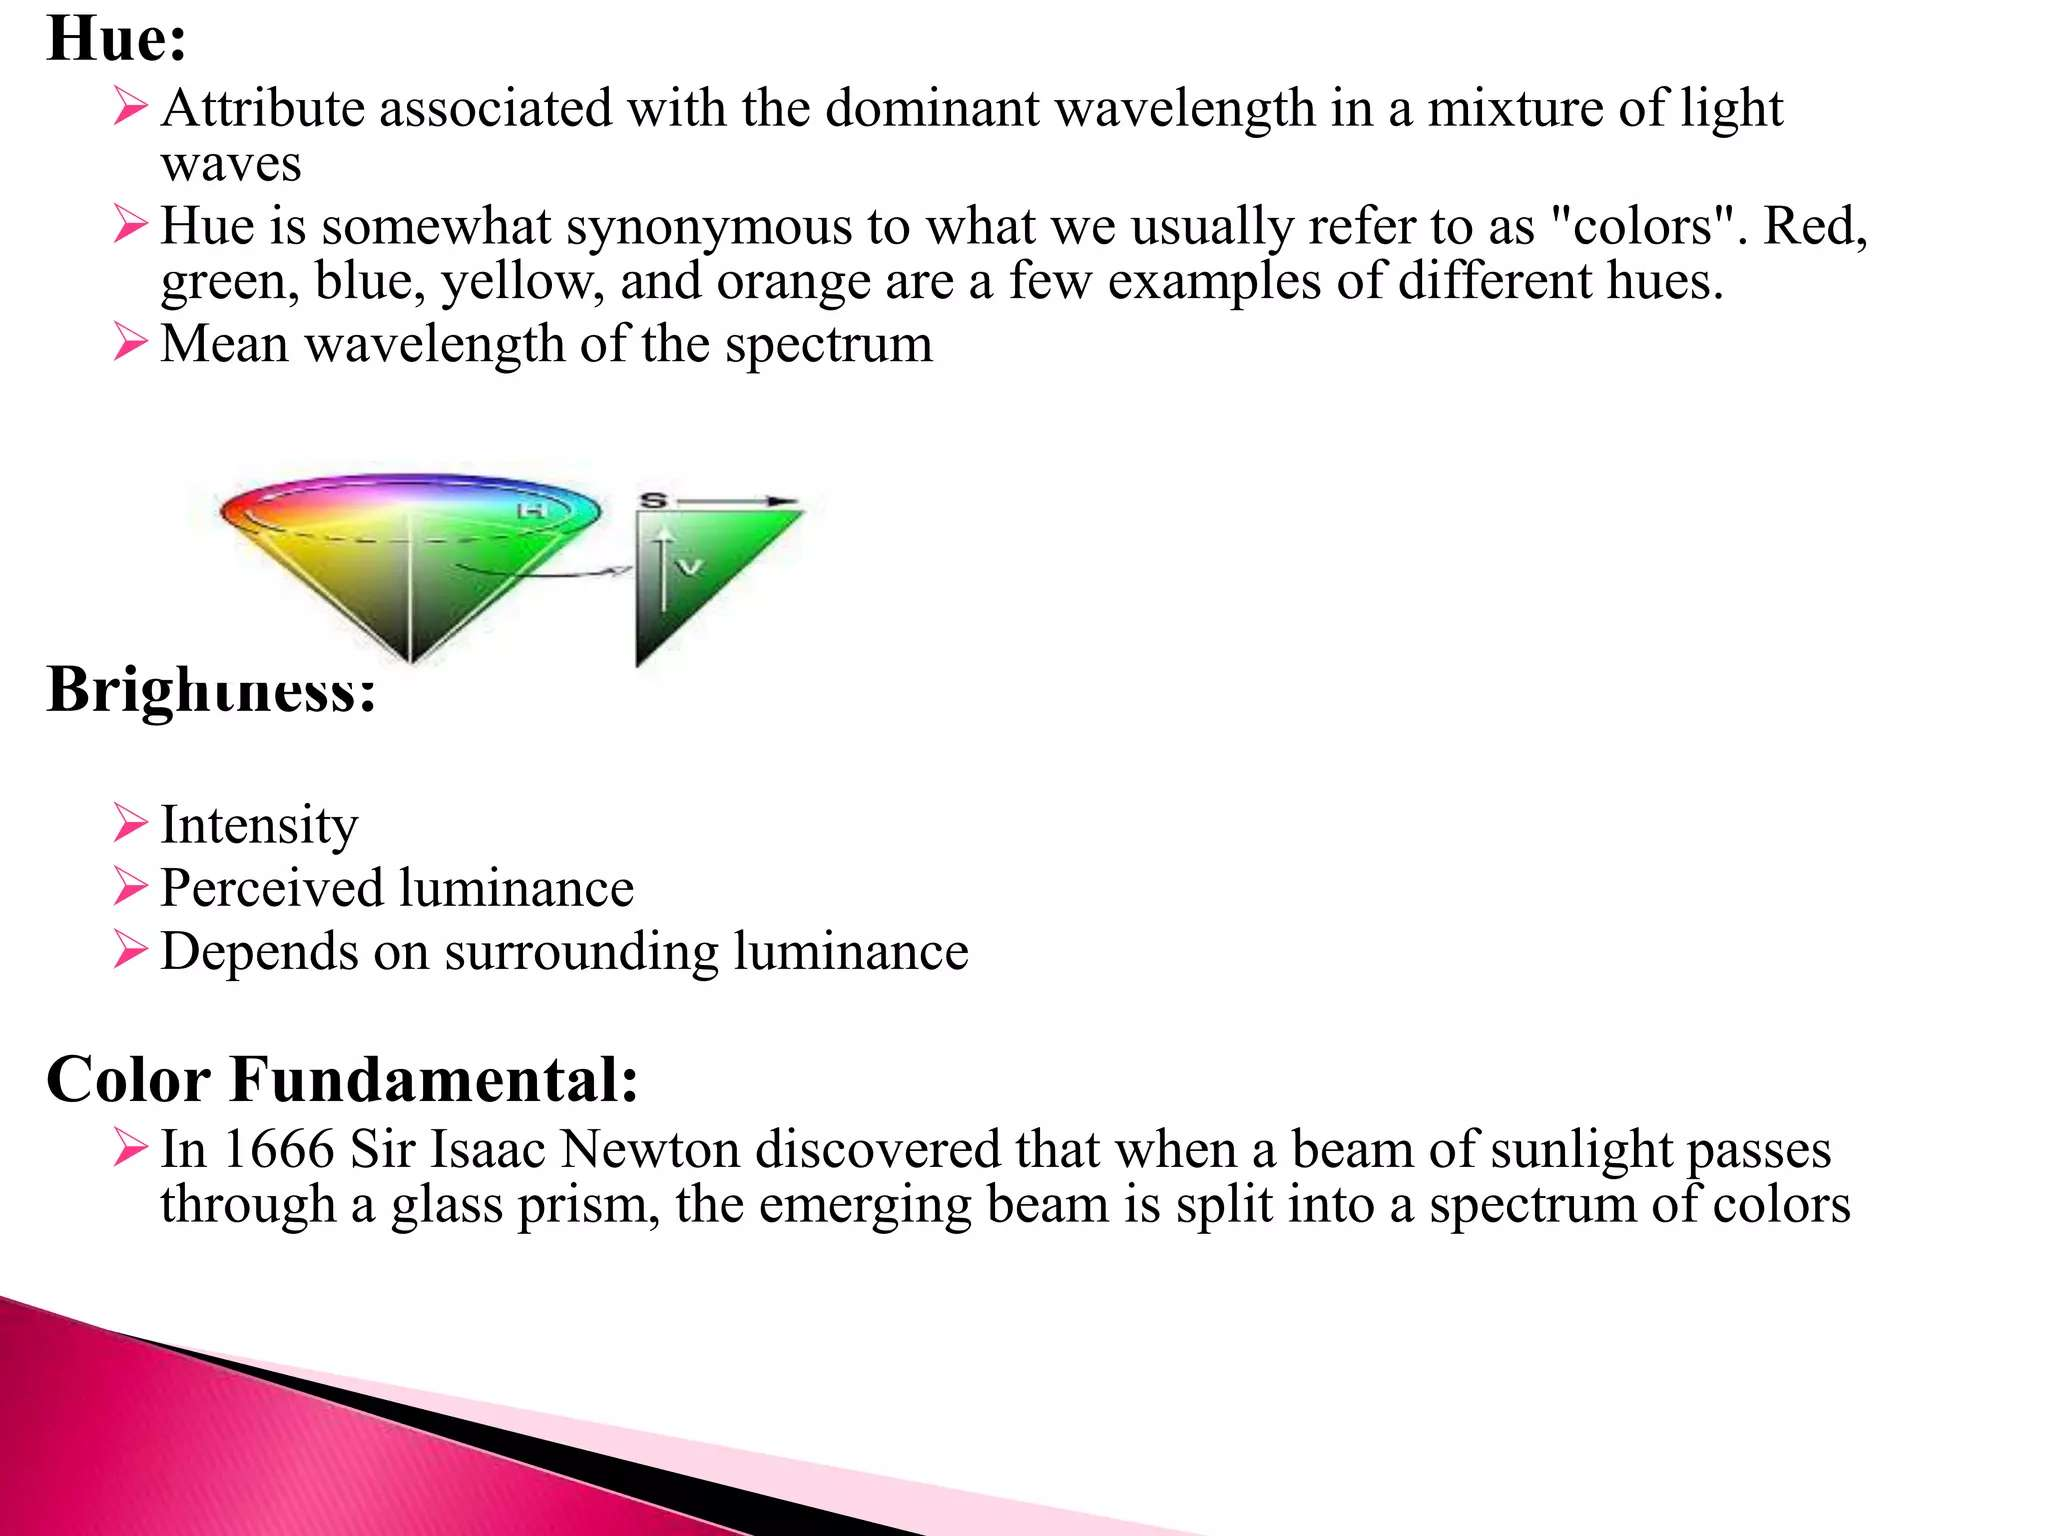 Hue:
Attribute associated with the dominant wavelength in a mixture of light
waves
Hue is somewhat synonymous to what we usually refer to as "colors". Red,
green, blue, yellow, and orange are a few examples of different hues.
Mean wavelength of the spectrum
H
S
V
Brightness:
Intensity
Perceived luminance
Depends on surrounding luminance
Color Fundamental:
In 1666 Sir Isaac Newton discovered that when a beam of sunlight passes
through a glass prism, the emerging beam is split into a spectrum of colors